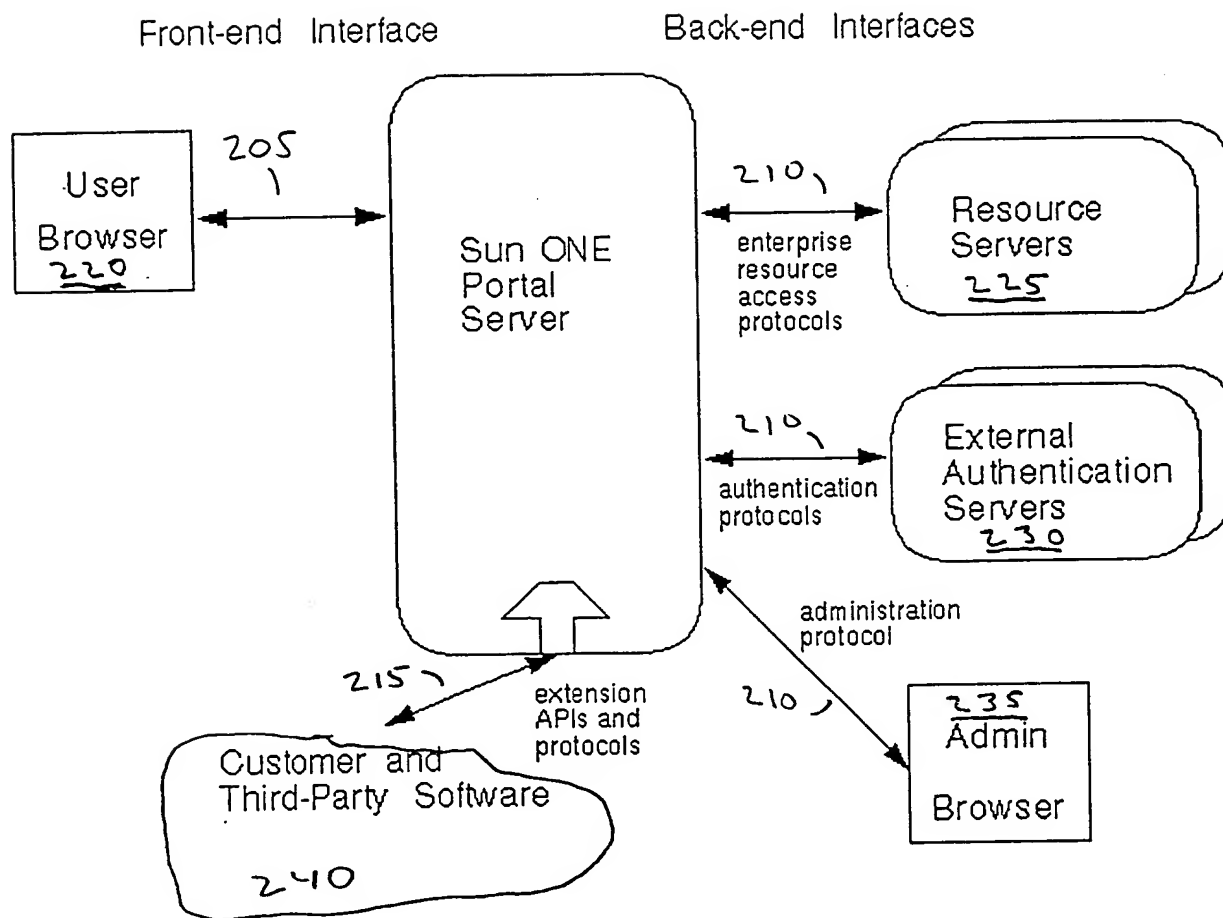 Front-end Interface
Back-end Interfaces
205
User
Browser
220
Sun ONE
Portal
Server
210
enterprise
resource
access
protocols
Resource
Servers
225
210
authentication
protocols
External
Authentication
Servers
230
administration
protocol
210
235
Admin
Browser
215
extension
APIs and
protocols
Customer and
Third-Party Software
240